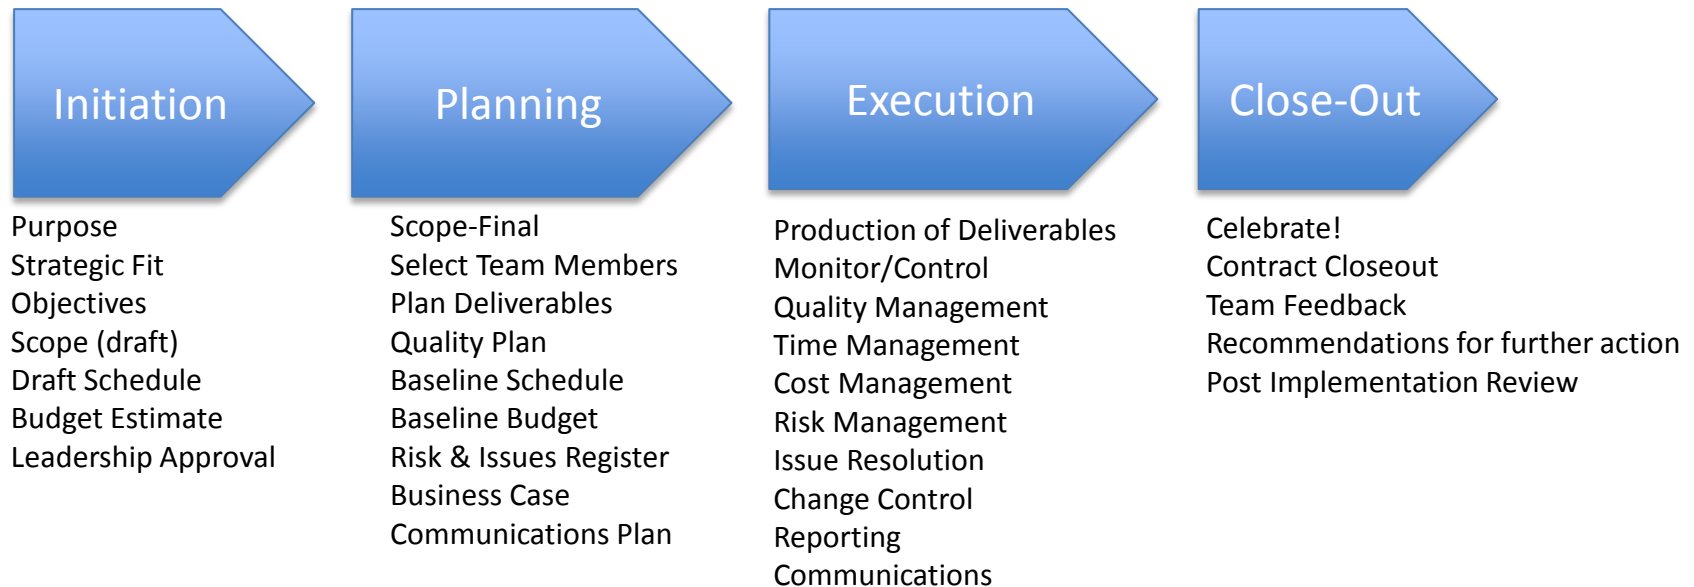 Initiation
Purpose
Strategic Fit
Objectives
Scope (draft)
Draft Schedule
Budget Estimate
Leadership Approval
Planning
Scope-Final
Select Team Members
Plan Deliverables
Quality Plan
Baseline Schedule
Baseline Budget
Risk & Issues Register
Business Case
Communications Plan
Execution
Production of Deliverables
Monitor/Control
Quality Management
Time Management
Cost Management
Risk Management
Issue Resolution
Change Control
Reporting
Communications
Close-Out
Celebrate!
Contract Closeout
Team Feedback
Recommendations for further action
Post Implementation Review